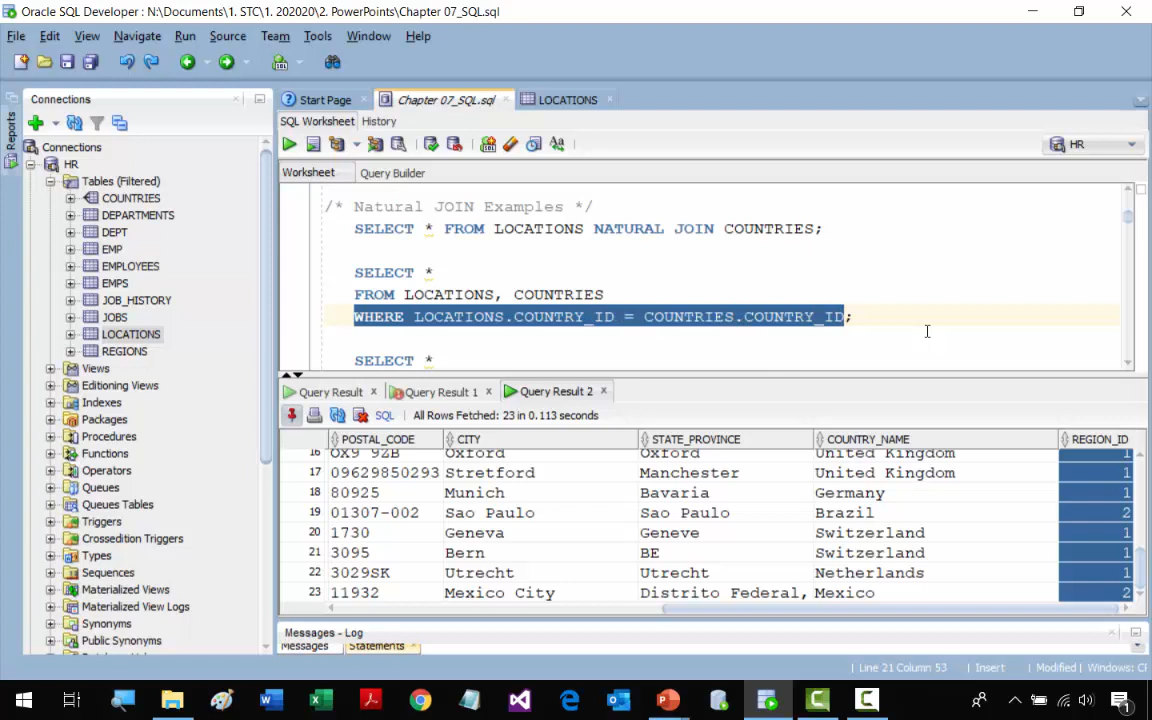 Oracle SQL Developer : N:\Documents\1. STC\1. 202020\2. PowerPoints\Chapter 07_SQL.sql
File Edit View Navigate Run Source Team Tools Window Help
Connections
Start Page
Chapter 07_SQL.sql
LOCATIONS
Reports
SQL Worksheet History
HR
Worksheet Query Builder
Connections
HR
Tables (Filtered)
COUNTRIES
DEPARTMENTS
DEPT
EMP
EMPLOYEES
EMPS
JOB_HISTORY
JOBS
LOCATIONS
REGIONS
Views
Editioning Views
Indexes
Packages
Procedures
Functions
Operators
Queues
Queues Tables
Triggers
Crossedition Triggers
Types
Sequences
Materialized Views
Materialized View Logs
Synonyms
Public Synonyms
/* Natural JOIN Examples */
SELECT * FROM LOCATIONS NATURAL JOIN COUNTRIES;
SELECT *
FROM LOCATIONS, COUNTRIES
WHERE LOCATIONS.COUNTRY_ID = COUNTRIES.COUNTRY_ID;
SELECT *
Query Result Query Result 1 Query Result 2
SQL All Rows Fetched: 23 in 0.113 seconds
POSTAL_CODE CITY STATE_PROVINCE COUNTRY_NAME REGION_ID
16 OX9 9ZB Oxford Oxford United Kingdom 1
17 09629850293 Stretford Manchester United Kingdom 1
18 80925 Munich Bavaria Germany 1
19 01307-002 Sao Paulo Sao Paulo Brazil 2
20 1730 Geneva Geneve Switzerland 1
21 3095 Bern BE Switzerland 1
22 3029SK Utrecht Utrecht Netherlands 1
23 11932 Mexico City Distrito Federal, Mexico 2
Messages - Log
Messages Statements
Line 21 Column 53 Insert Modified Windows: CF